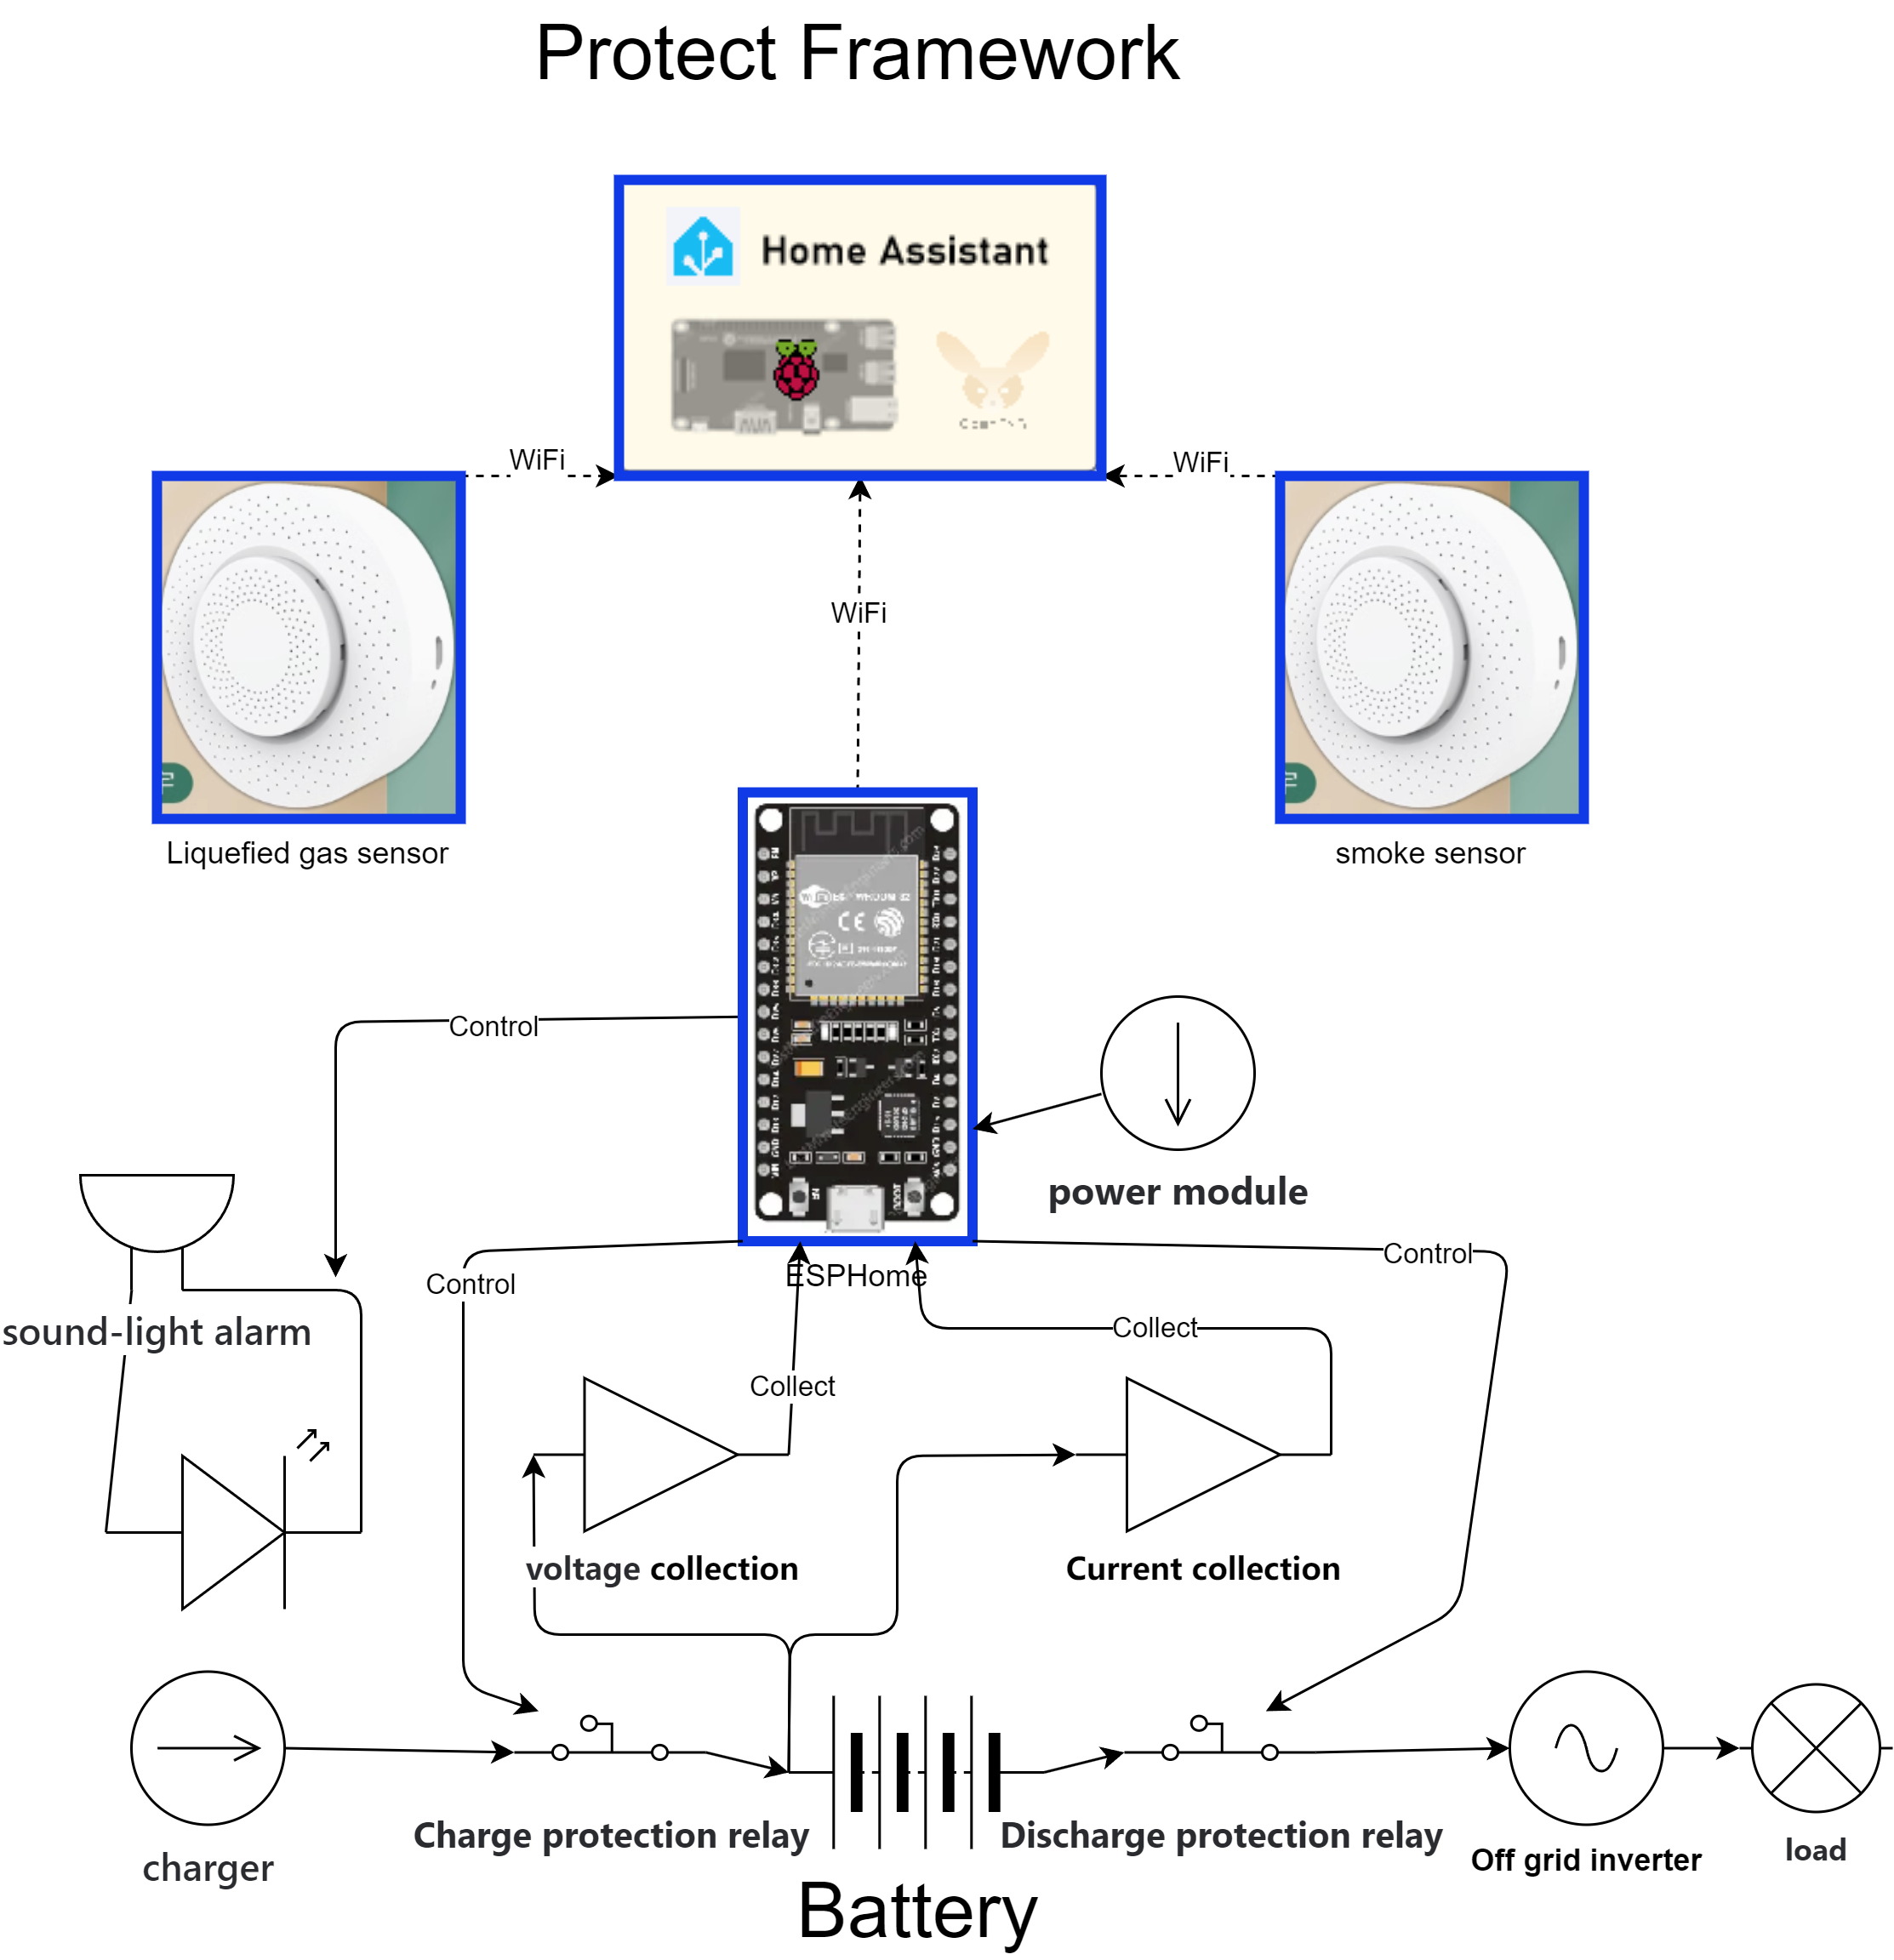 Protect Framework
Home Assistant
WiFi
WiFi
WiFi
Liquefied gas sensor
smoke sensor
CE
Control
power module
Control
ESPHome
Control
sound-light alarm
Collect
Collect
voltage collection
Current collection
Charge protection relay
Discharge protection relay
charger
Off grid inverter
load
Battery